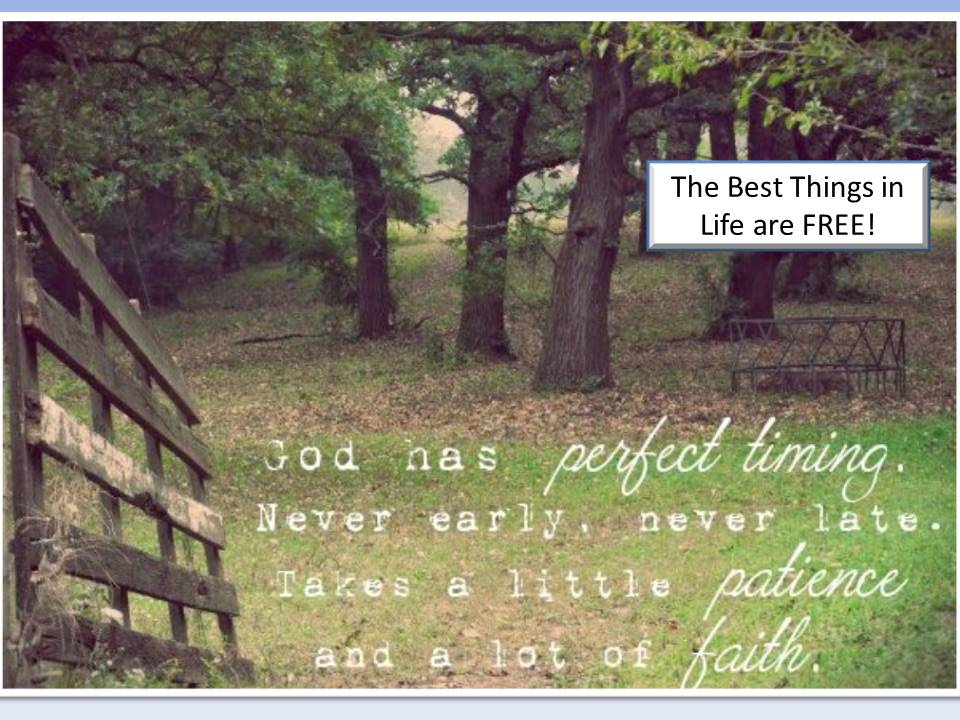 The Best Things in
Life are FREE!
God has perfect timing.
Never early, never late.
Takes a little patience
and a lot of faith.